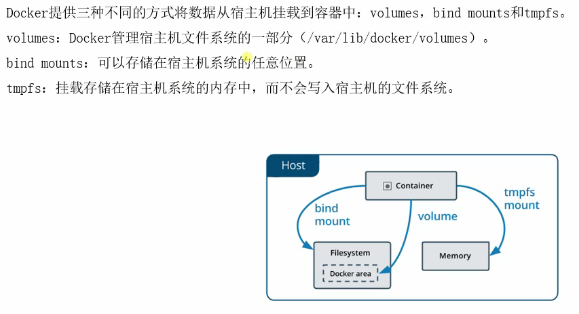 Docker提供三种不同的方式将数据从宿主机挂载到容器中：volumes，bind mounts和tmpfs。
volumes：Docker管理宿主机文件系统的一部分（/var/lib/docker/volumes）。
bind mounts：可以存储在宿主机系统的任意位置。
tmpfs：挂载存储在宿主机系统的内存中，而不会写入宿主机的文件系统。
Host
Container
bind
mount
volume
tmpfs
mount
Filesystem
Docker area
Memory